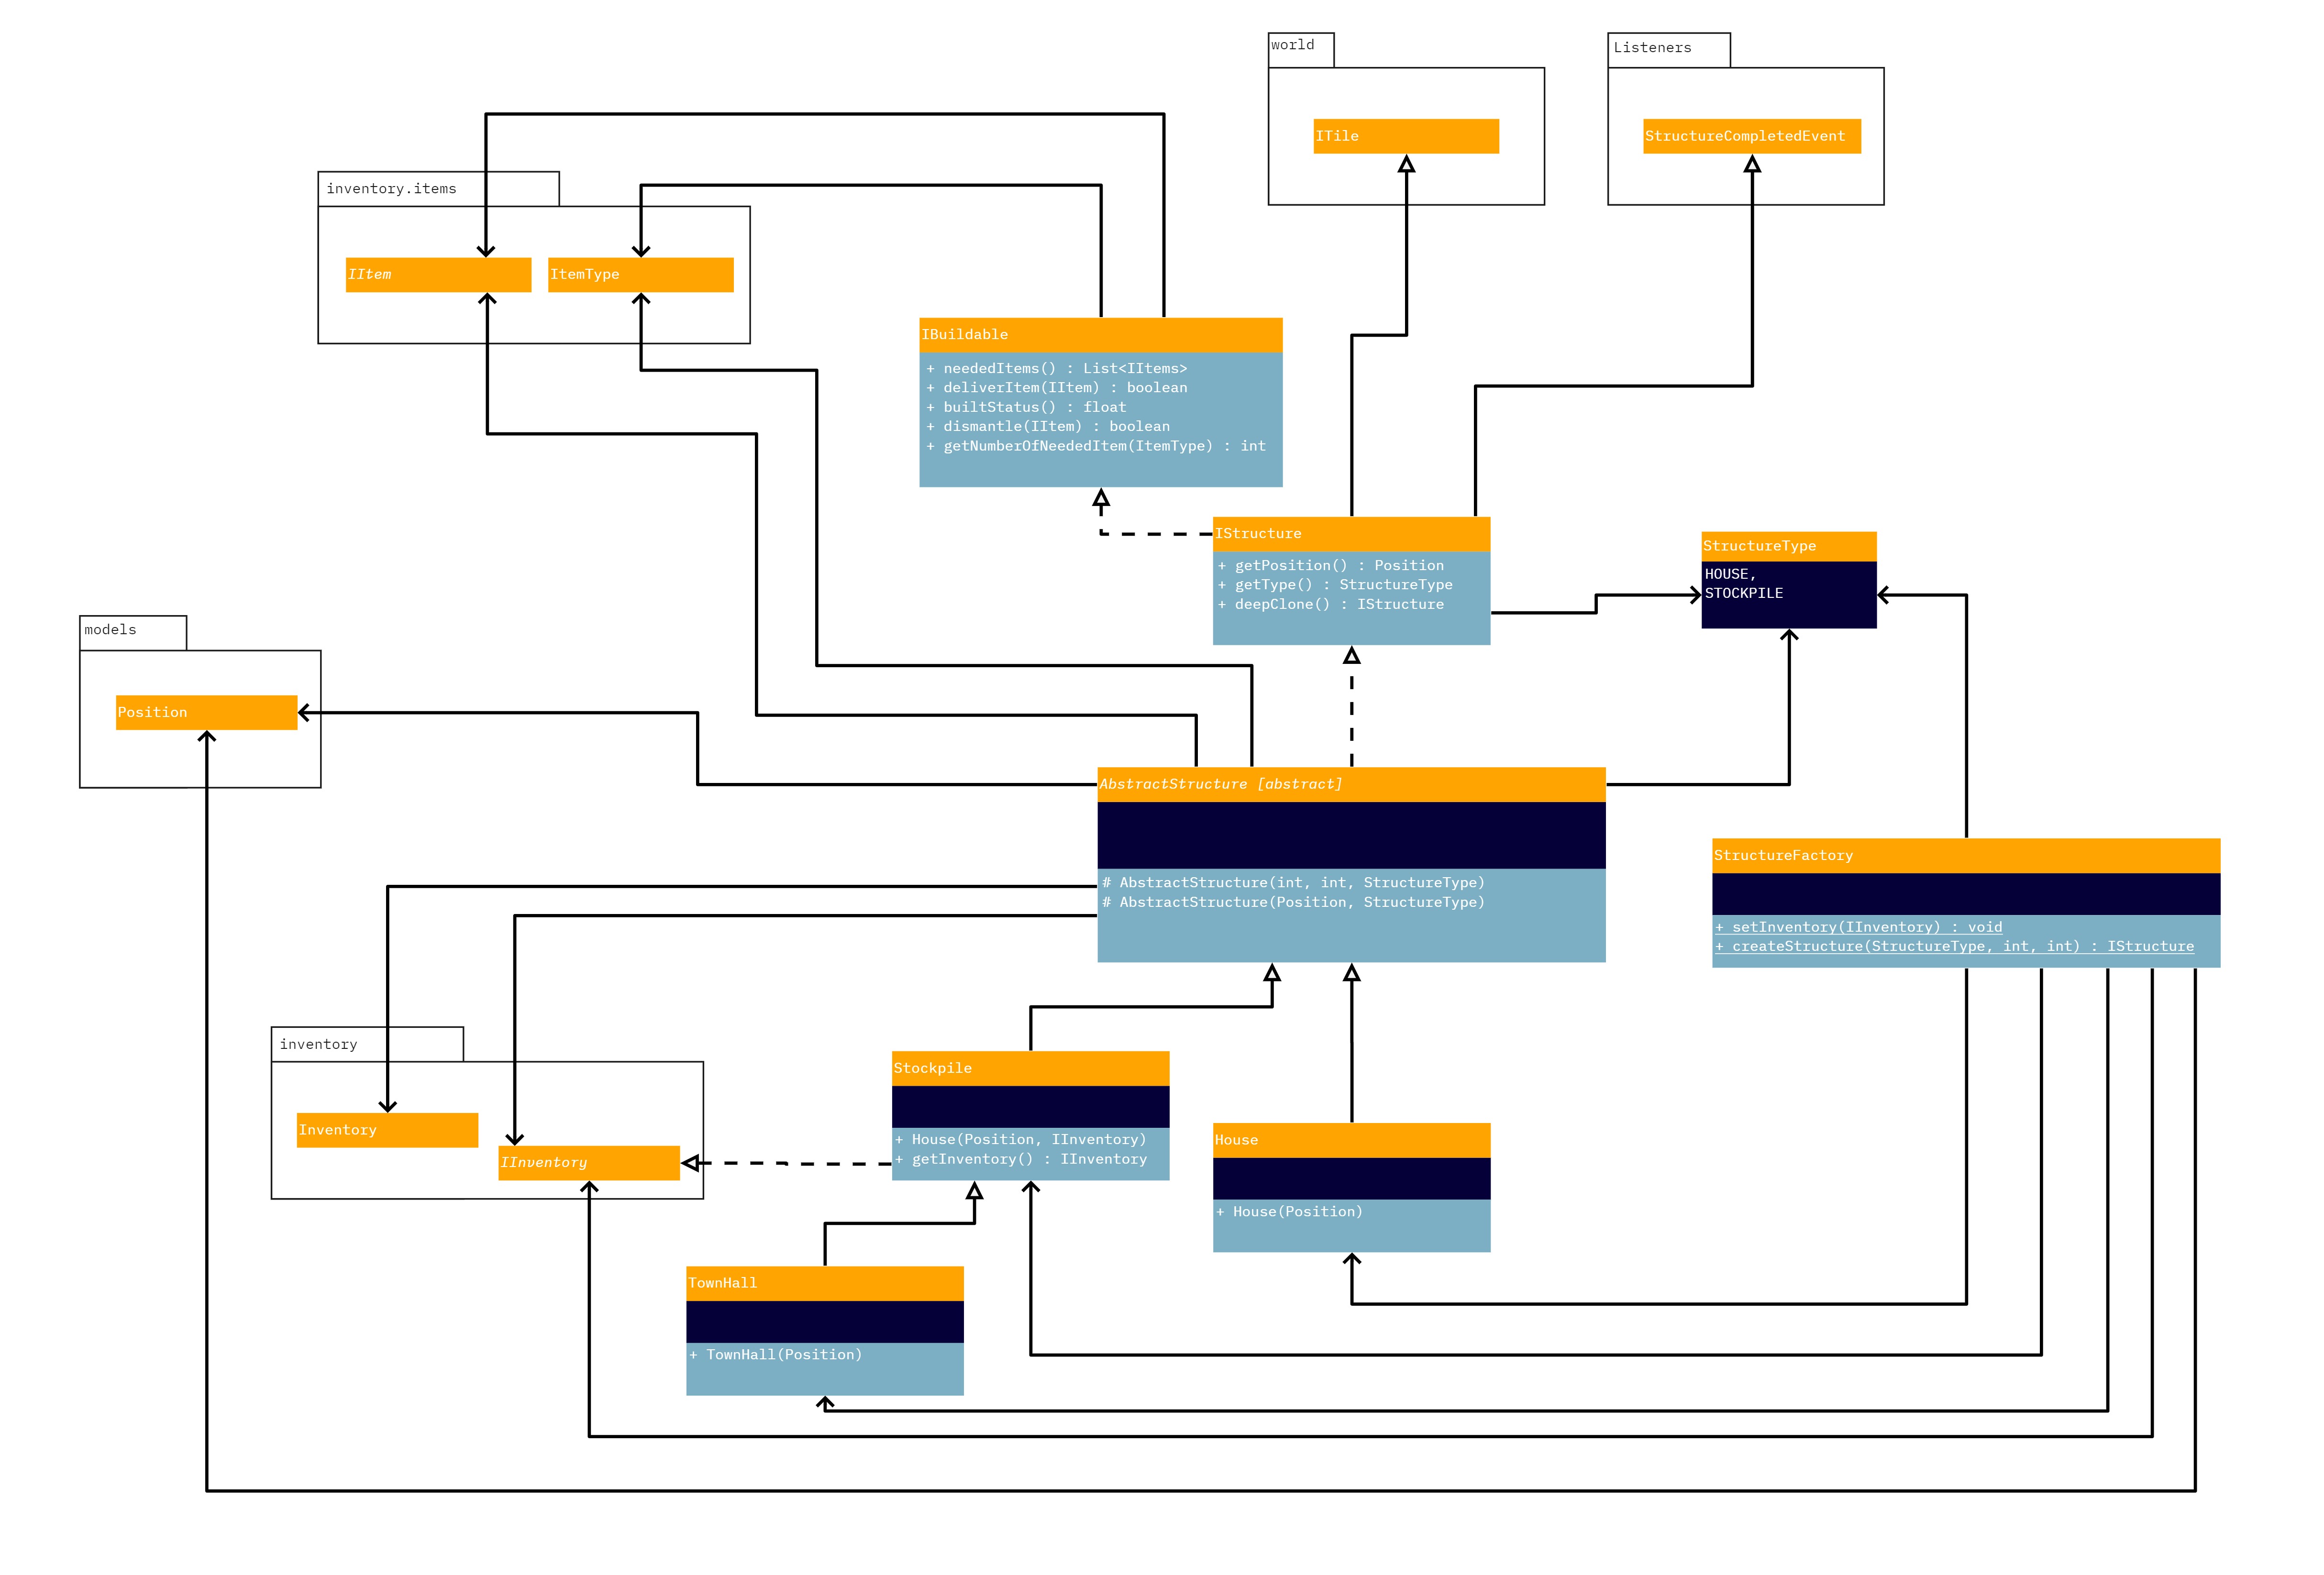 world
Listeners
ITile
StructureCompletedEvent
inventory.items
IItem
ItemType
IBuildable
+ neededItems() : List<IItems>
+ deliverItem(IItem) : boolean
+ builtStatus() : float
+ dismantle(IItem) : boolean
+ getNumberOfNeededItem(ItemType) : int
IStructure
+ getPosition() : Position
+ getType() : StructureType
+ deepClone() : IStructure
StructureType
HOUSE,
STOCKPILE
models
Position
AbstractStructure [abstract]
# AbstractStructure(int, int, StructureType)
# AbstractStructure(Position, StructureType)
StructureFactory
+ setInventory(IInventory) : void
+ createStructure(StructureType, int, int) : IStructure
inventory
Inventory
IInventory
Stockpile
+ House(Position, IInventory)
+ getInventory() : IInventory
House
+ House(Position)
TownHall
+ TownHall(Position)